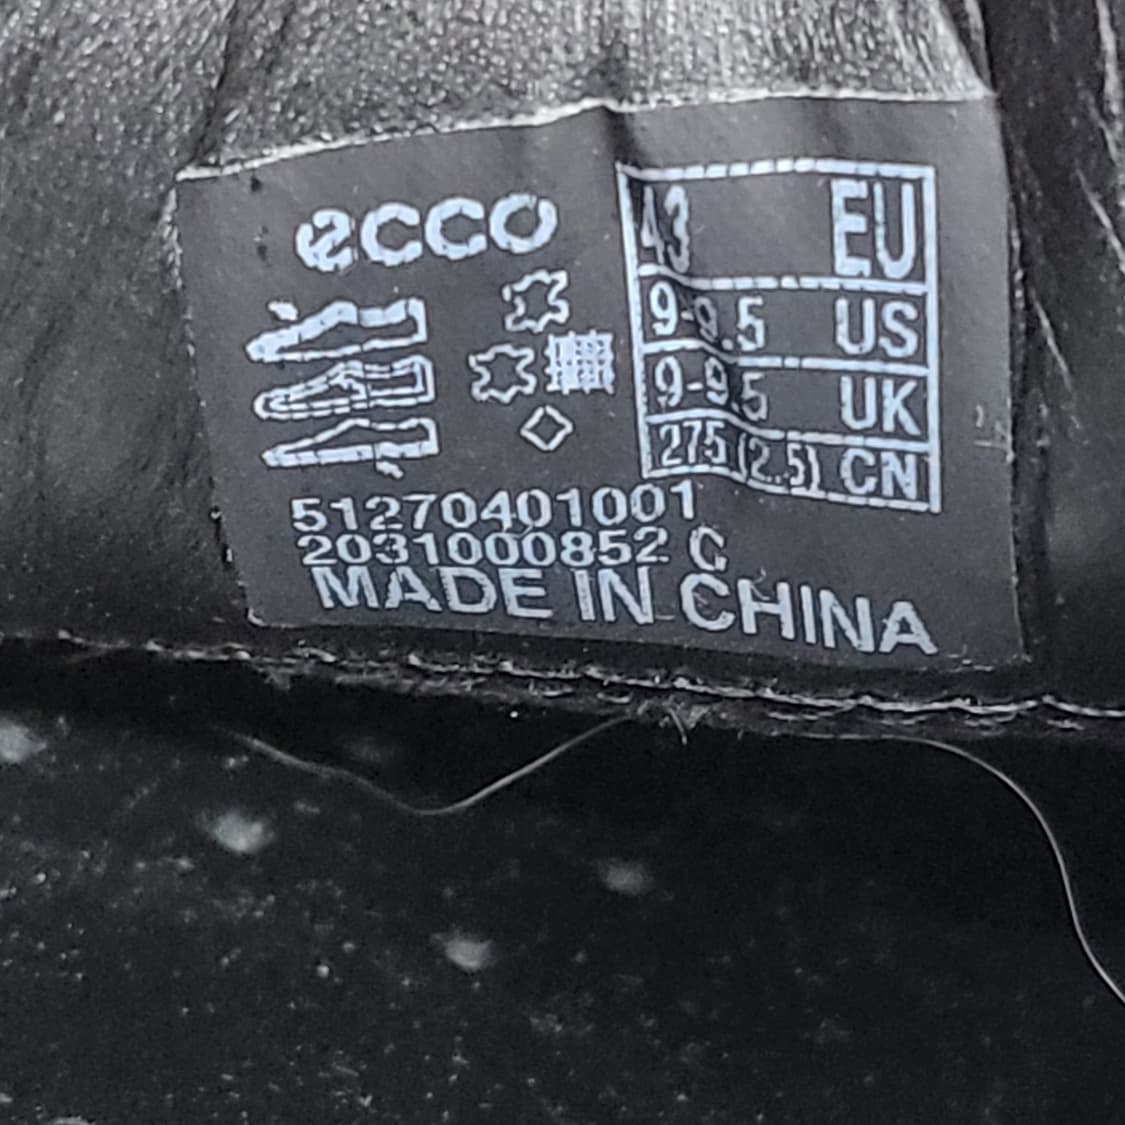 ecco
43 EU
9-9.5 US
9-9.5 UK
275 (2.5) CN
51270401001
2031000852 C
MADE IN CHINA